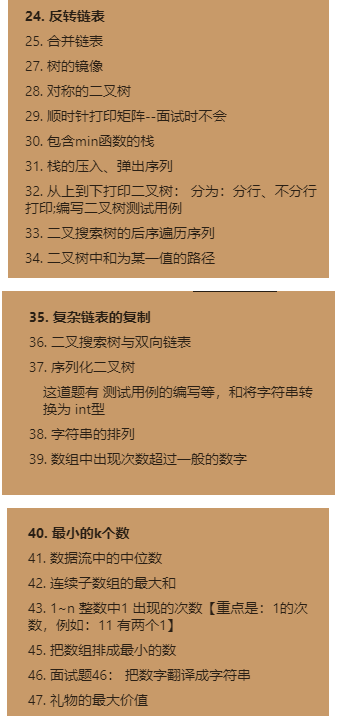 24. 反转链表
25. 合并链表
27. 树的镜像
28. 对称的二叉树
29. 顺时针打印矩阵--面试时不会
30. 包含min函数的栈
31. 栈的压入、弹出序列
32. 从上到下打印二叉树： 分为：分行、不分行
打印;编写二叉树测试用例
33. 二叉搜索树的后序遍历序列
34. 二叉树中和为某一值的路径
35. 复杂链表的复制
36. 二叉搜索树与双向链表
37. 序列化二叉树
这道题有 测试用例的编写等，和将字符串转
换为 int型
38. 字符串的排列
39. 数组中出现次数超过一般的数字
40. 最小的k个数
41. 数据流中的中位数
42. 连续子数组的最大和
43. 1~n 整数中1 出现的次数【重点是：1的次
数，例如：11 有两个1】
45. 把数组排成最小的数
46. 面试题46： 把数字翻译成字符串
47. 礼物的最大价值